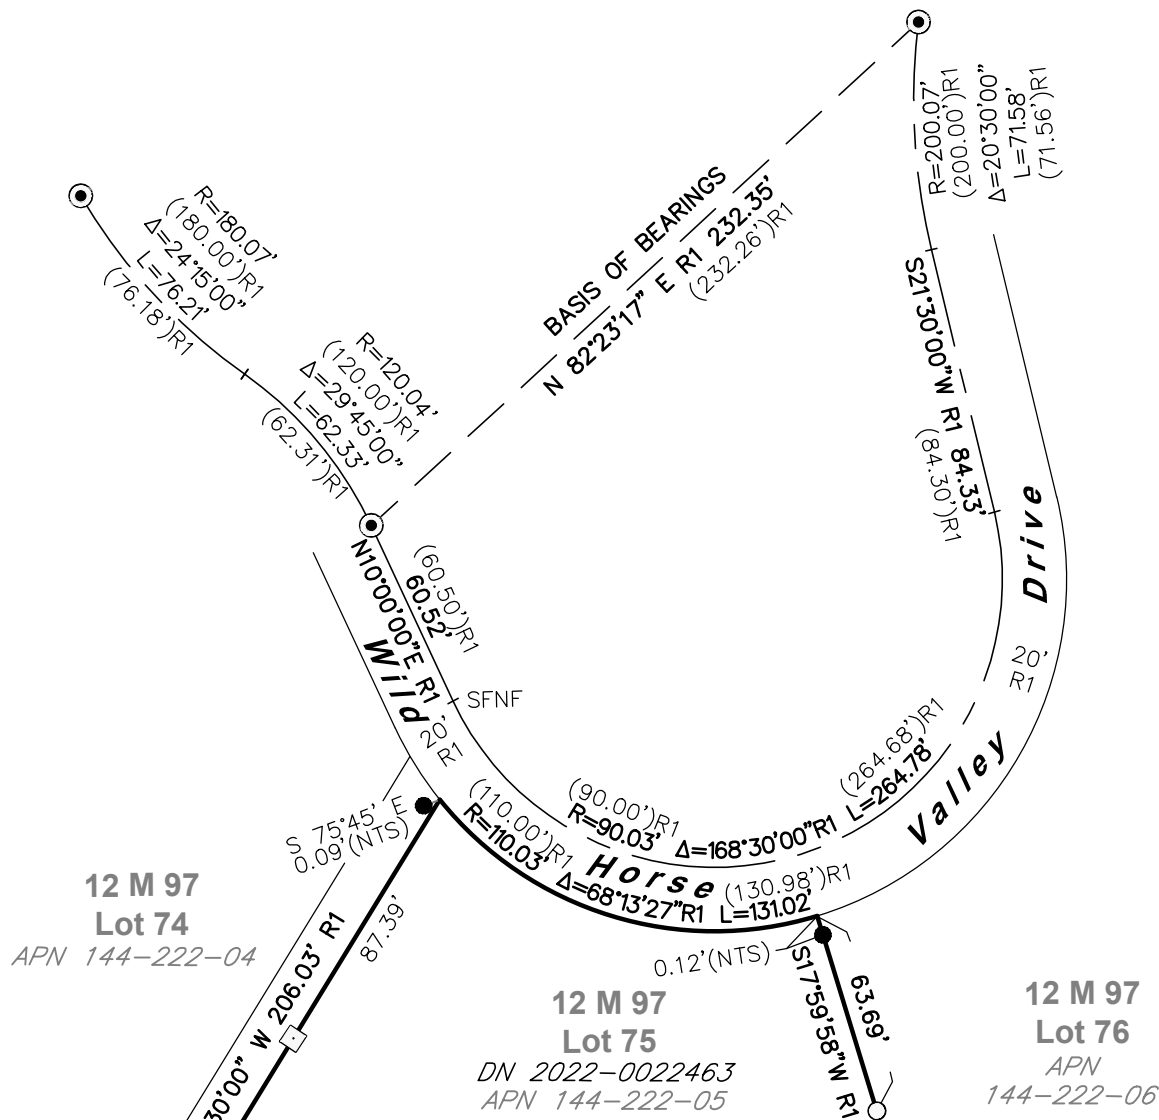 R=200.07'
(200.00')R1
Δ=20°30'00"
L=71.58'
(71.56')R1
R=180.07'
(180.00')R1
Δ=24°15'00"
L=76.21'
(76.18')R1
BASIS OF BEARINGS
N 82°23'17" E R1 232.35'
(232.26')R1
R=120.04'
(120.00')R1
Δ=29°45'00"
L=62.33'
(62.31')R1
S21°30'00"W R1 84.33'
(84.30')R1
N10°00'00"E R1
60.52'
(60.50')R1
SFNF
Wild
20'
R1
Drive
20'
R1
Valley
Horse
(264.68')R1
(90.00')R1
R=90.03' Δ=168°30'00"R1 L=264.78'
(110.00')R1
R=110.03' Δ=68°13'27"R1 L=131.02'
(130.98')R1
S 75°45' E
0.09'(NTS)
12 M 97
Lot 74
APN 144-222-04
30'00" W 206.03' R1
87.39'
0.12'(NTS)
S17°59'58"W R1
63.69'
12 M 97
Lot 75
DN 2022-0022463
APN 144-222-05
12 M 97
Lot 76
APN
144-222-06